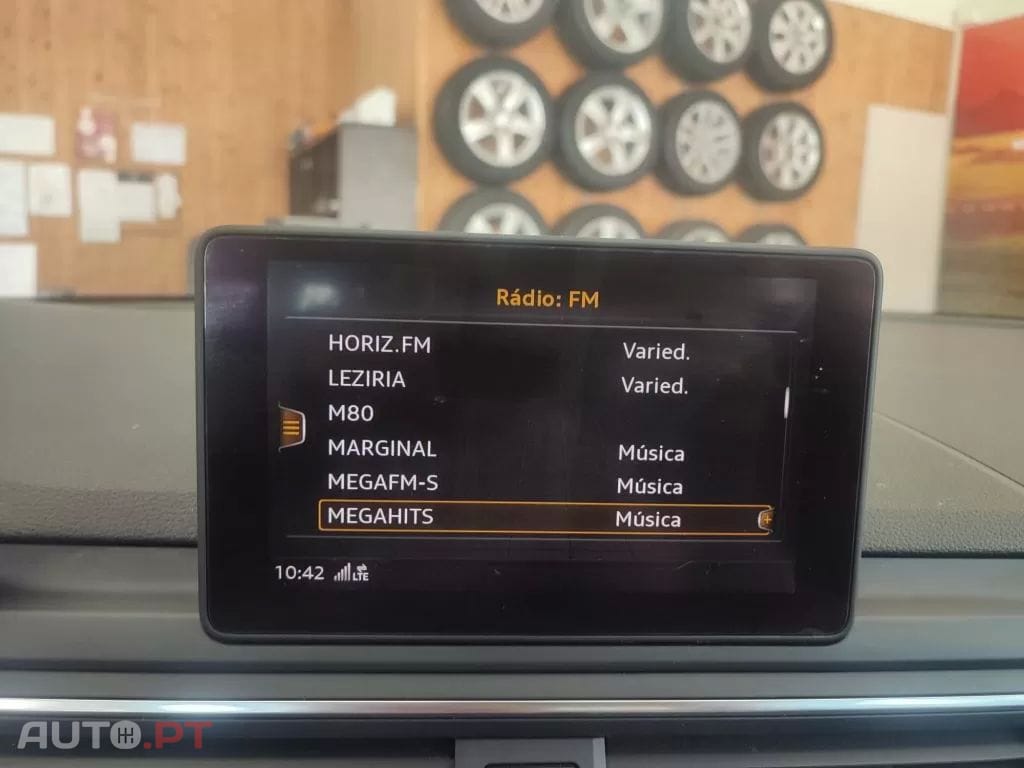 Rádio: FM
HORIZ.FM Varied.
LEZIRIA Varied.
M80
MARGINAL Música
MEGAFM-S Música
MEGAHITS Música
10:42 LTE
AUTO.PT